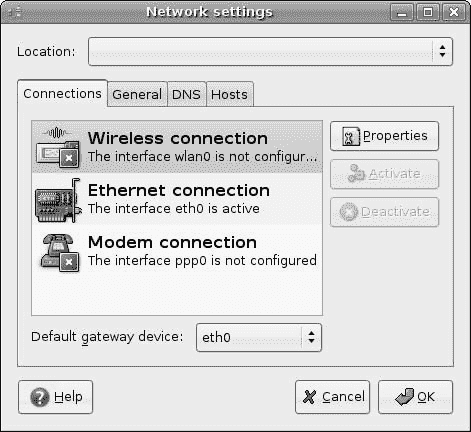 Network settings
Location:
Connections
General
DNS
Hosts
Wireless connection
The interface wlan0 is not configur...
Ethernet connection
The interface eth0 is active
Modem connection
The interface ppp0 is not configured
Properties
Activate
Deactivate
Default gateway device:
eth0
Help
Cancel
OK